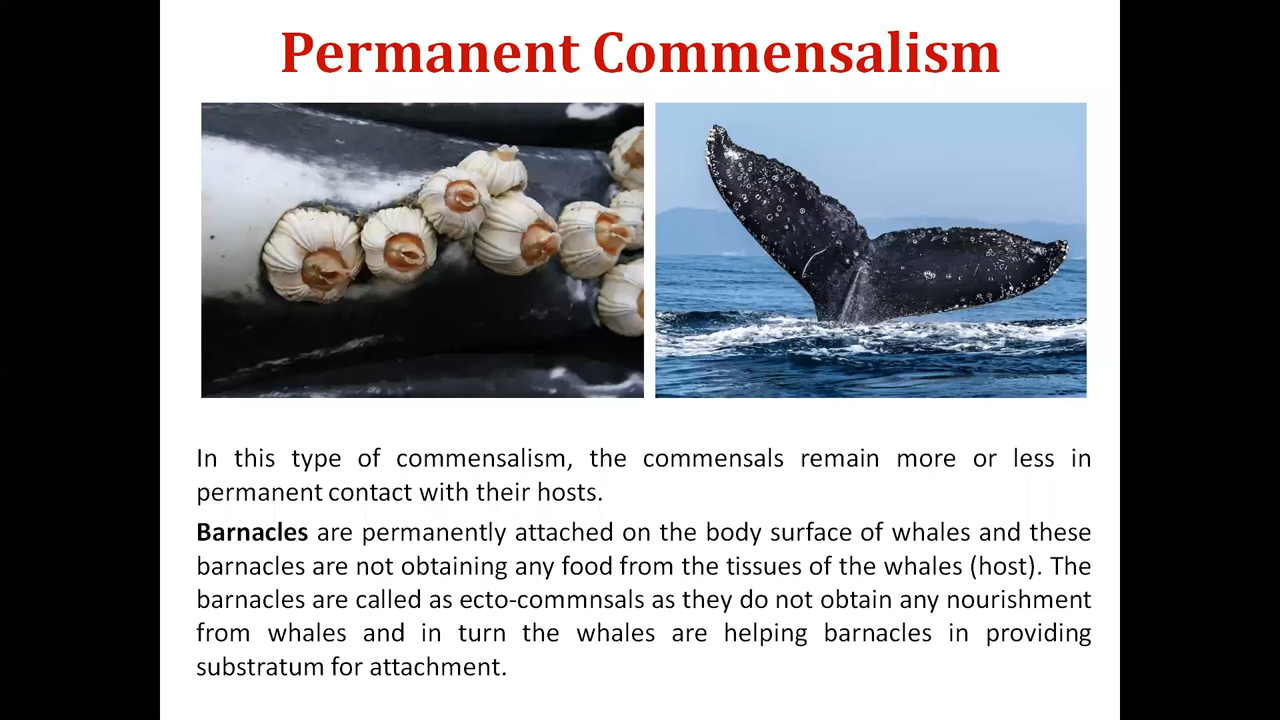 Permanent Commensalism
In this type of commensalism, the commensals remain more or less in
permanent contact with their hosts.
Barnacles are permanently attached on the body surface of whales and these
barnacles are not obtaining any food from the tissues of the whales (host). The
barnacles are called as ecto-commnsals as they do not obtain any nourishment
from whales and in turn the whales are helping barnacles in providing
substratum for attachment.